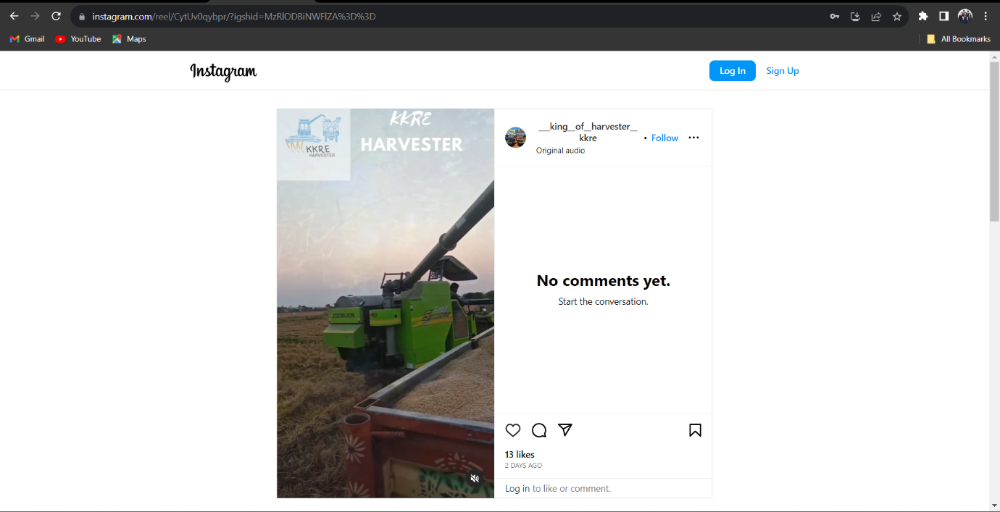 instagram.com/reel/CytUv0qybpr/?igshid=MzRlODBiNWFlZA%3D%3D
Gmail YouTube Maps All Bookmarks
Instagram Log In Sign Up
KKRE
HARVESTER
KKRE
HARVESTER
ZOOMLION
___king__of__harvester__
kkre • Follow
Original audio
No comments yet.
Start the conversation.
13 likes
2 DAYS AGO
Log in to like or comment.